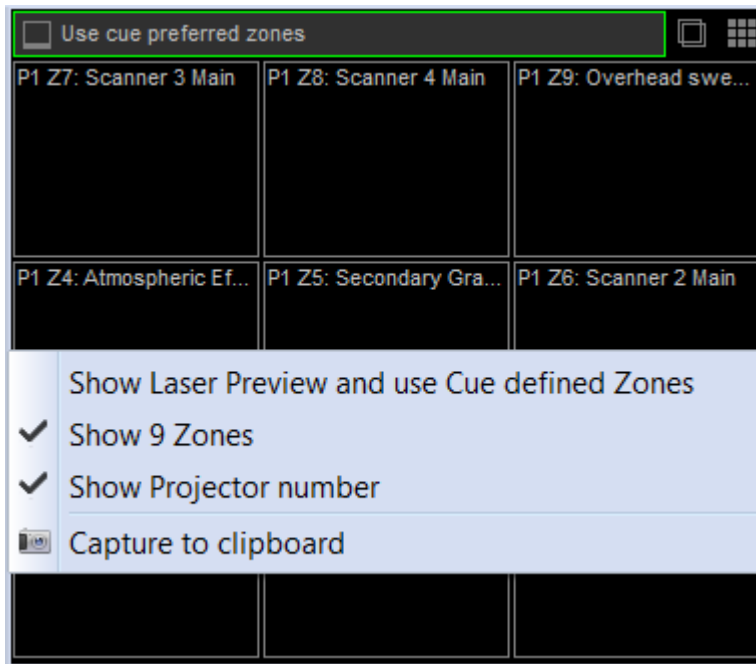 Use cue preferred zones
P1 Z7: Scanner 3 Main
P1 Z8: Scanner 4 Main
P1 Z9: Overhead swe...
P1 Z4: Atmospheric Ef...
P1 Z5: Secondary Gra...
P1 Z6: Scanner 2 Main
Show Laser Preview and use Cue defined Zones
Show 9 Zones
Show Projector number
Capture to clipboard